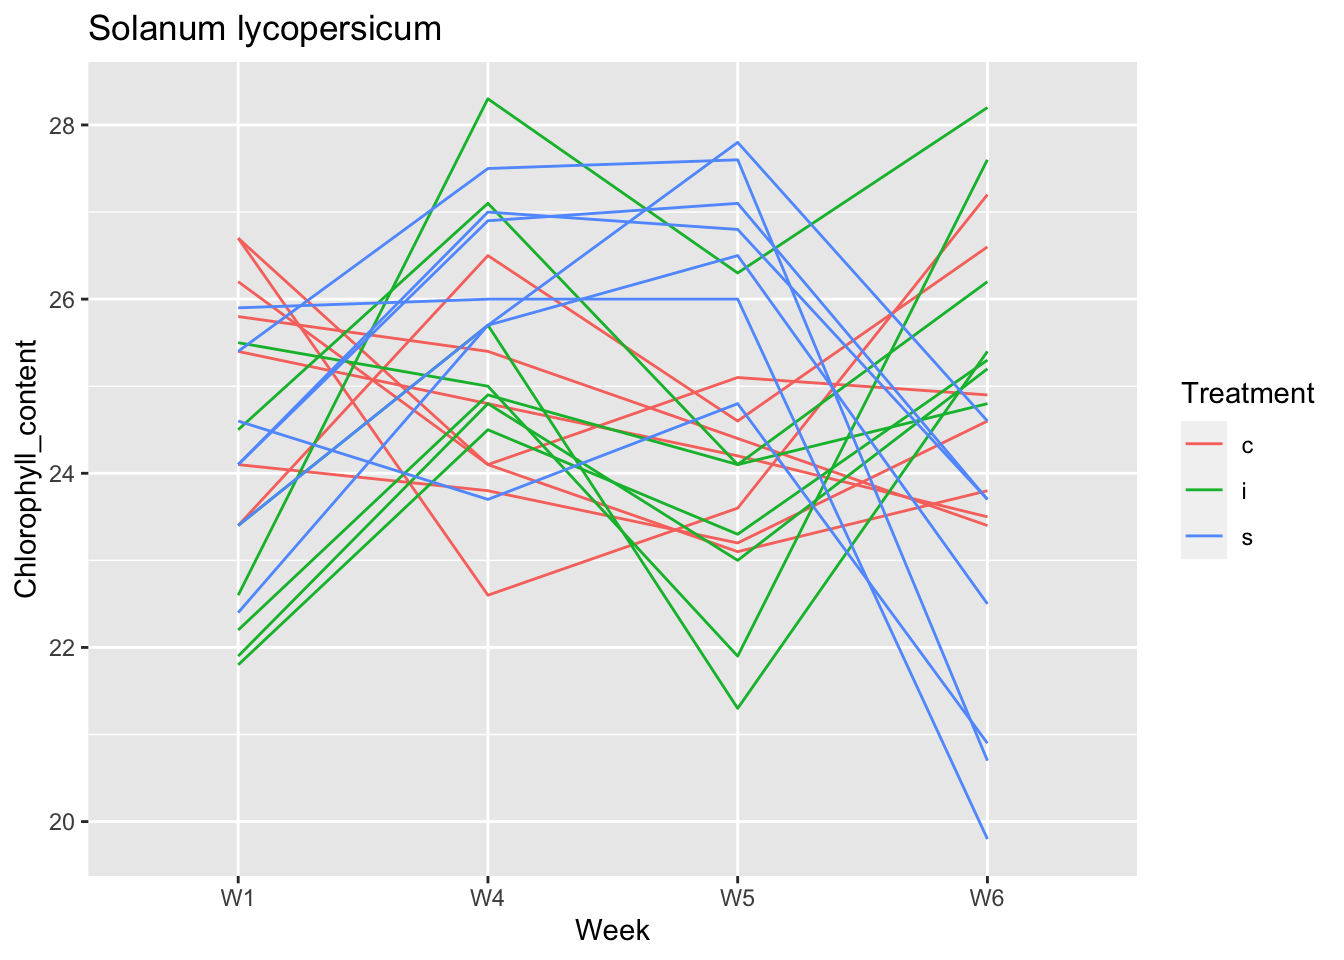 Solanum lycopersicum
28
26
24
22
20
Chlorophyll_content
W1 W4 W5 W6
Week
Treatment
c
i
s